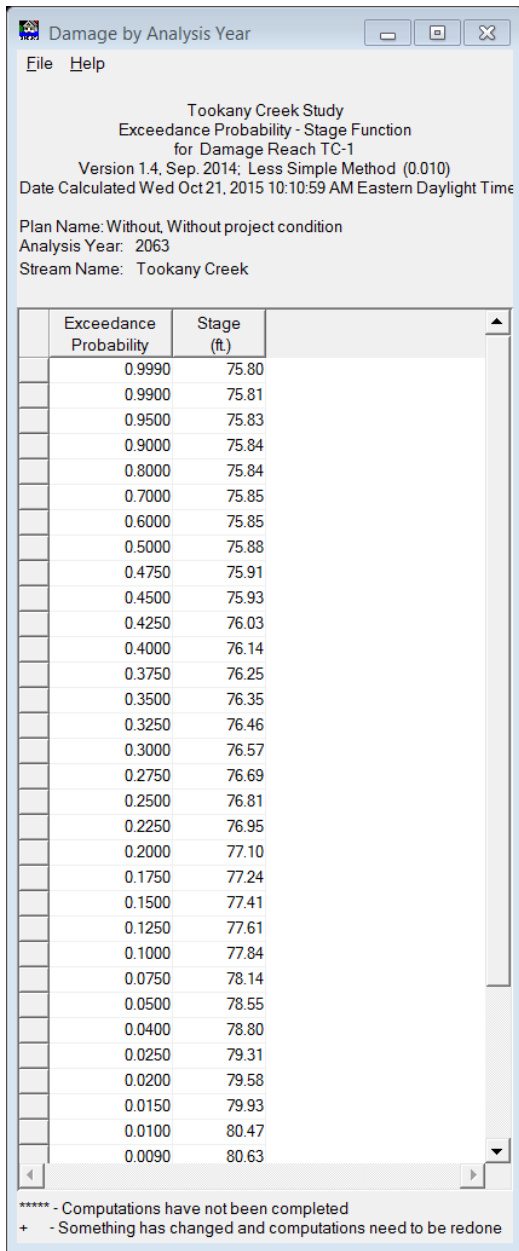 Damage by Analysis Year
File Help
Tookany Creek Study
Exceedance Probability - Stage Function
for Damage Reach TC-1
Version 1.4, Sep. 2014; Less Simple Method (0.010)
Date Calculated Wed Oct 21, 2015 10:10:59 AM Eastern Daylight Time
Plan Name: Without, Without project condition
Analysis Year: 2063
Stream Name: Tookany Creek
Exceedance Stage
Probability (ft.)
0.9990 75.80
0.9900 75.81
0.9500 75.83
0.9000 75.84
0.8000 75.84
0.7000 75.85
0.6000 75.85
0.5000 75.88
0.4750 75.91
0.4500 75.93
0.4250 76.03
0.4000 76.14
0.3750 76.25
0.3500 76.35
0.3250 76.46
0.3000 76.57
0.2750 76.69
0.2500 76.81
0.2250 76.95
0.2000 77.10
0.1750 77.24
0.1500 77.41
0.1250 77.61
0.1000 77.84
0.0750 78.14
0.0500 78.55
0.0400 78.80
0.0250 79.31
0.0200 79.58
0.0150 79.93
0.0100 80.47
0.0090 80.63
***** - Computations have not been completed
+ - Something has changed and computations need to be redone